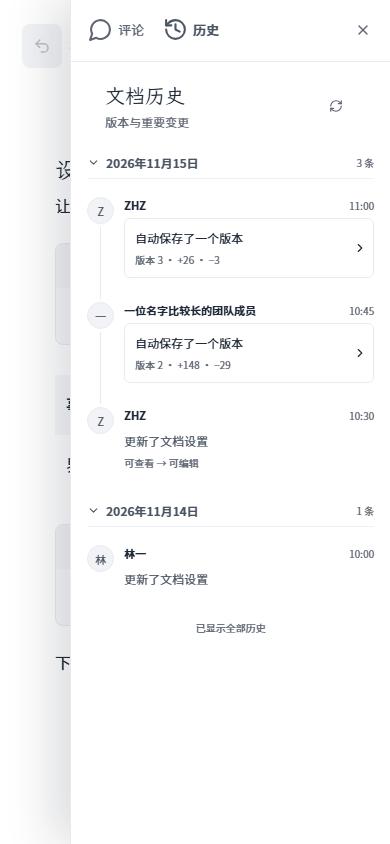 评论
历史
文档历史
版本与重要变更
2026年11月15日 3 条
Z ZHZ 11:00
自动保存了一个版本
版本 3 • +26 • −3
一 一位名字比较长的团队成员 10:45
自动保存了一个版本
版本 2 • +148 • −29
Z ZHZ 10:30
更新了文档设置
可查看 → 可编辑
2026年11月14日 1 条
林 林一 10:00
更新了文档设置
已显示全部历史
让
下